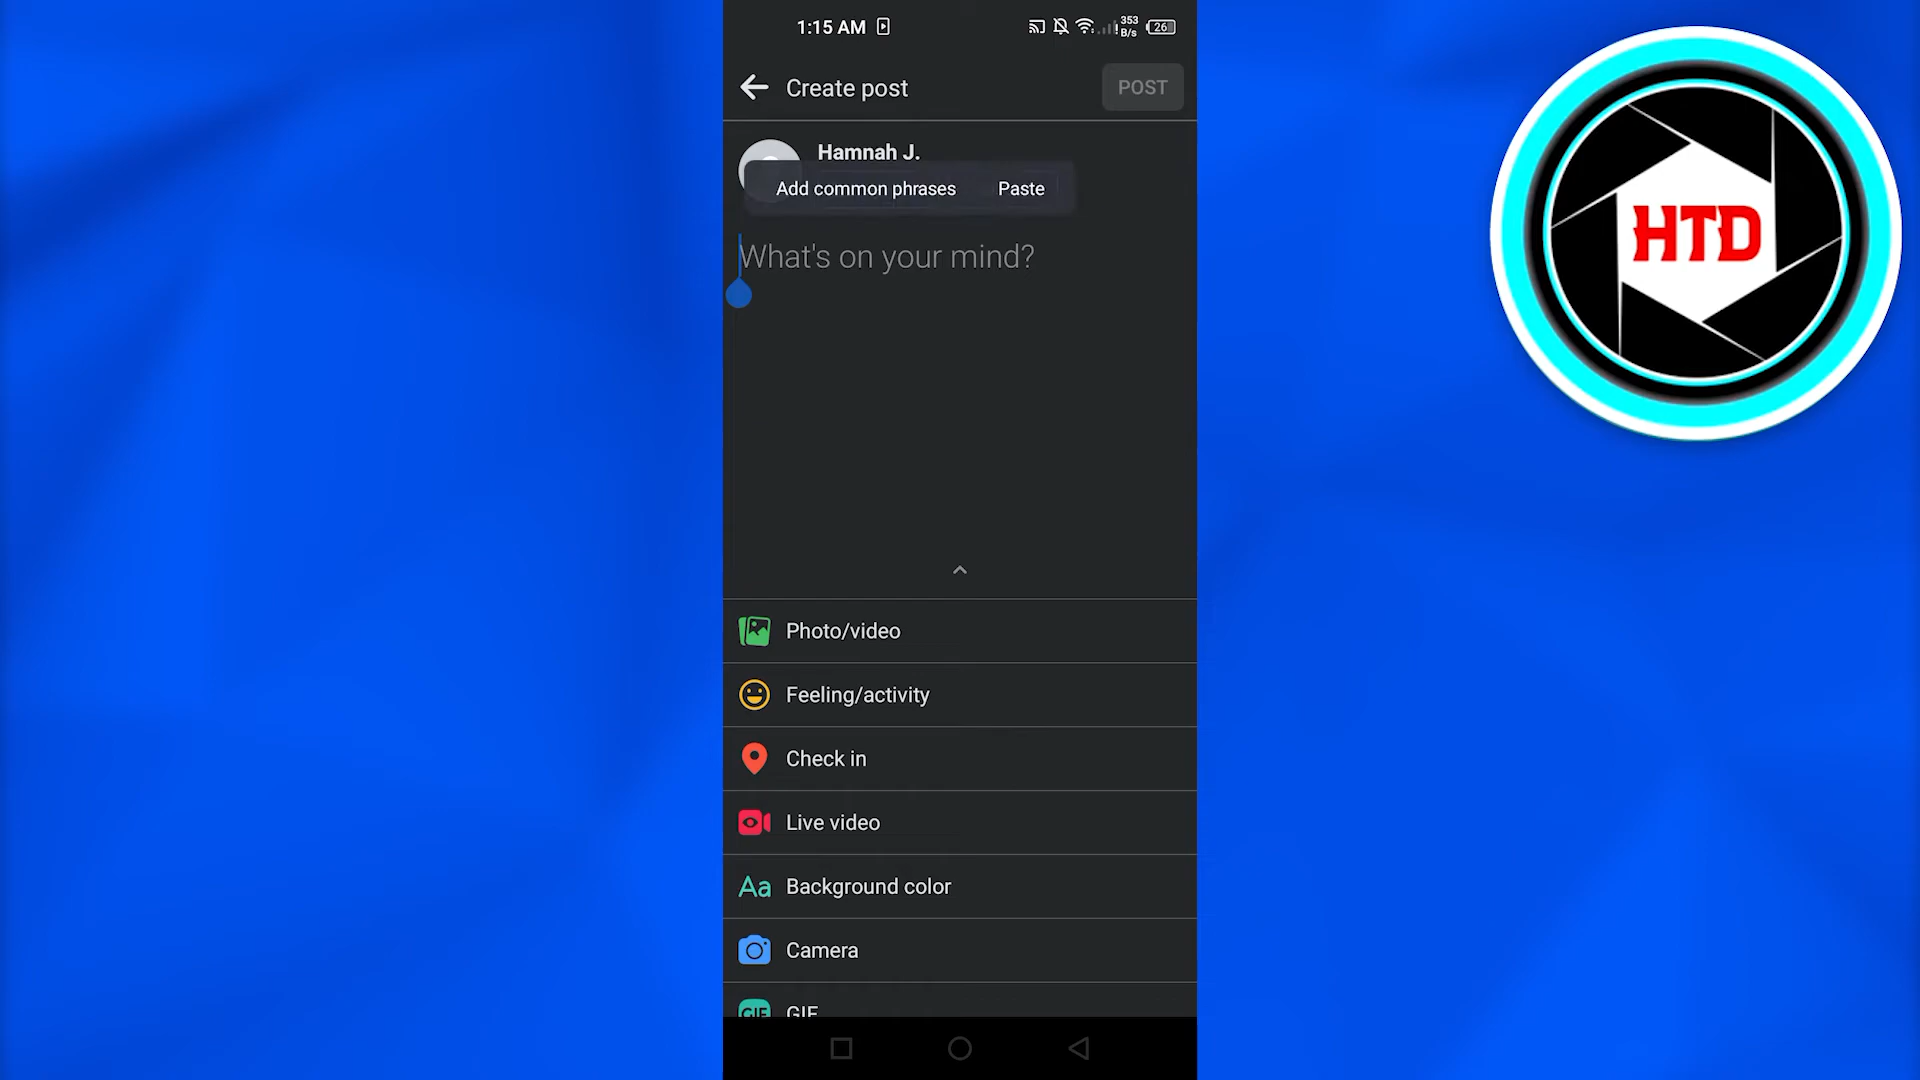 1:15 AM
353
B/s
26
Create post
POST
Hamnah J.
Add common phrases
Paste
What's on your mind?
Photo/video
Feeling/activity
Check in
Live video
Aa
Background color
Camera
GIF
GIF
HTD